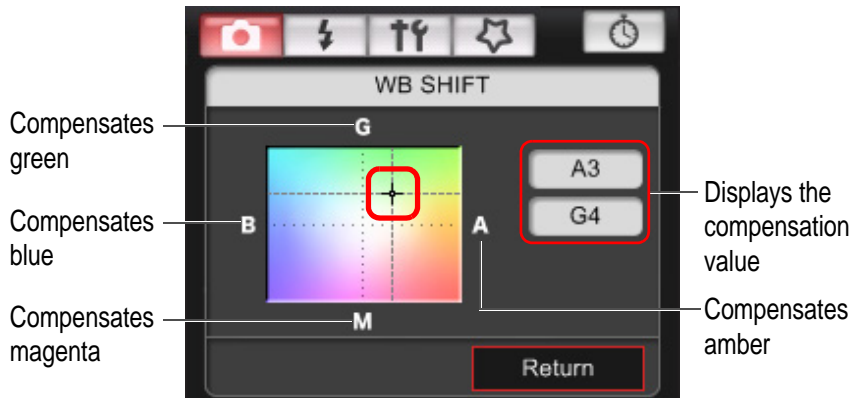 WB SHIFT
Compensates
green
G
Compensates
blue
B
A
A3
G4
Displays the
compensation
value
Compensates
magenta
M
Compensates
amber
Return